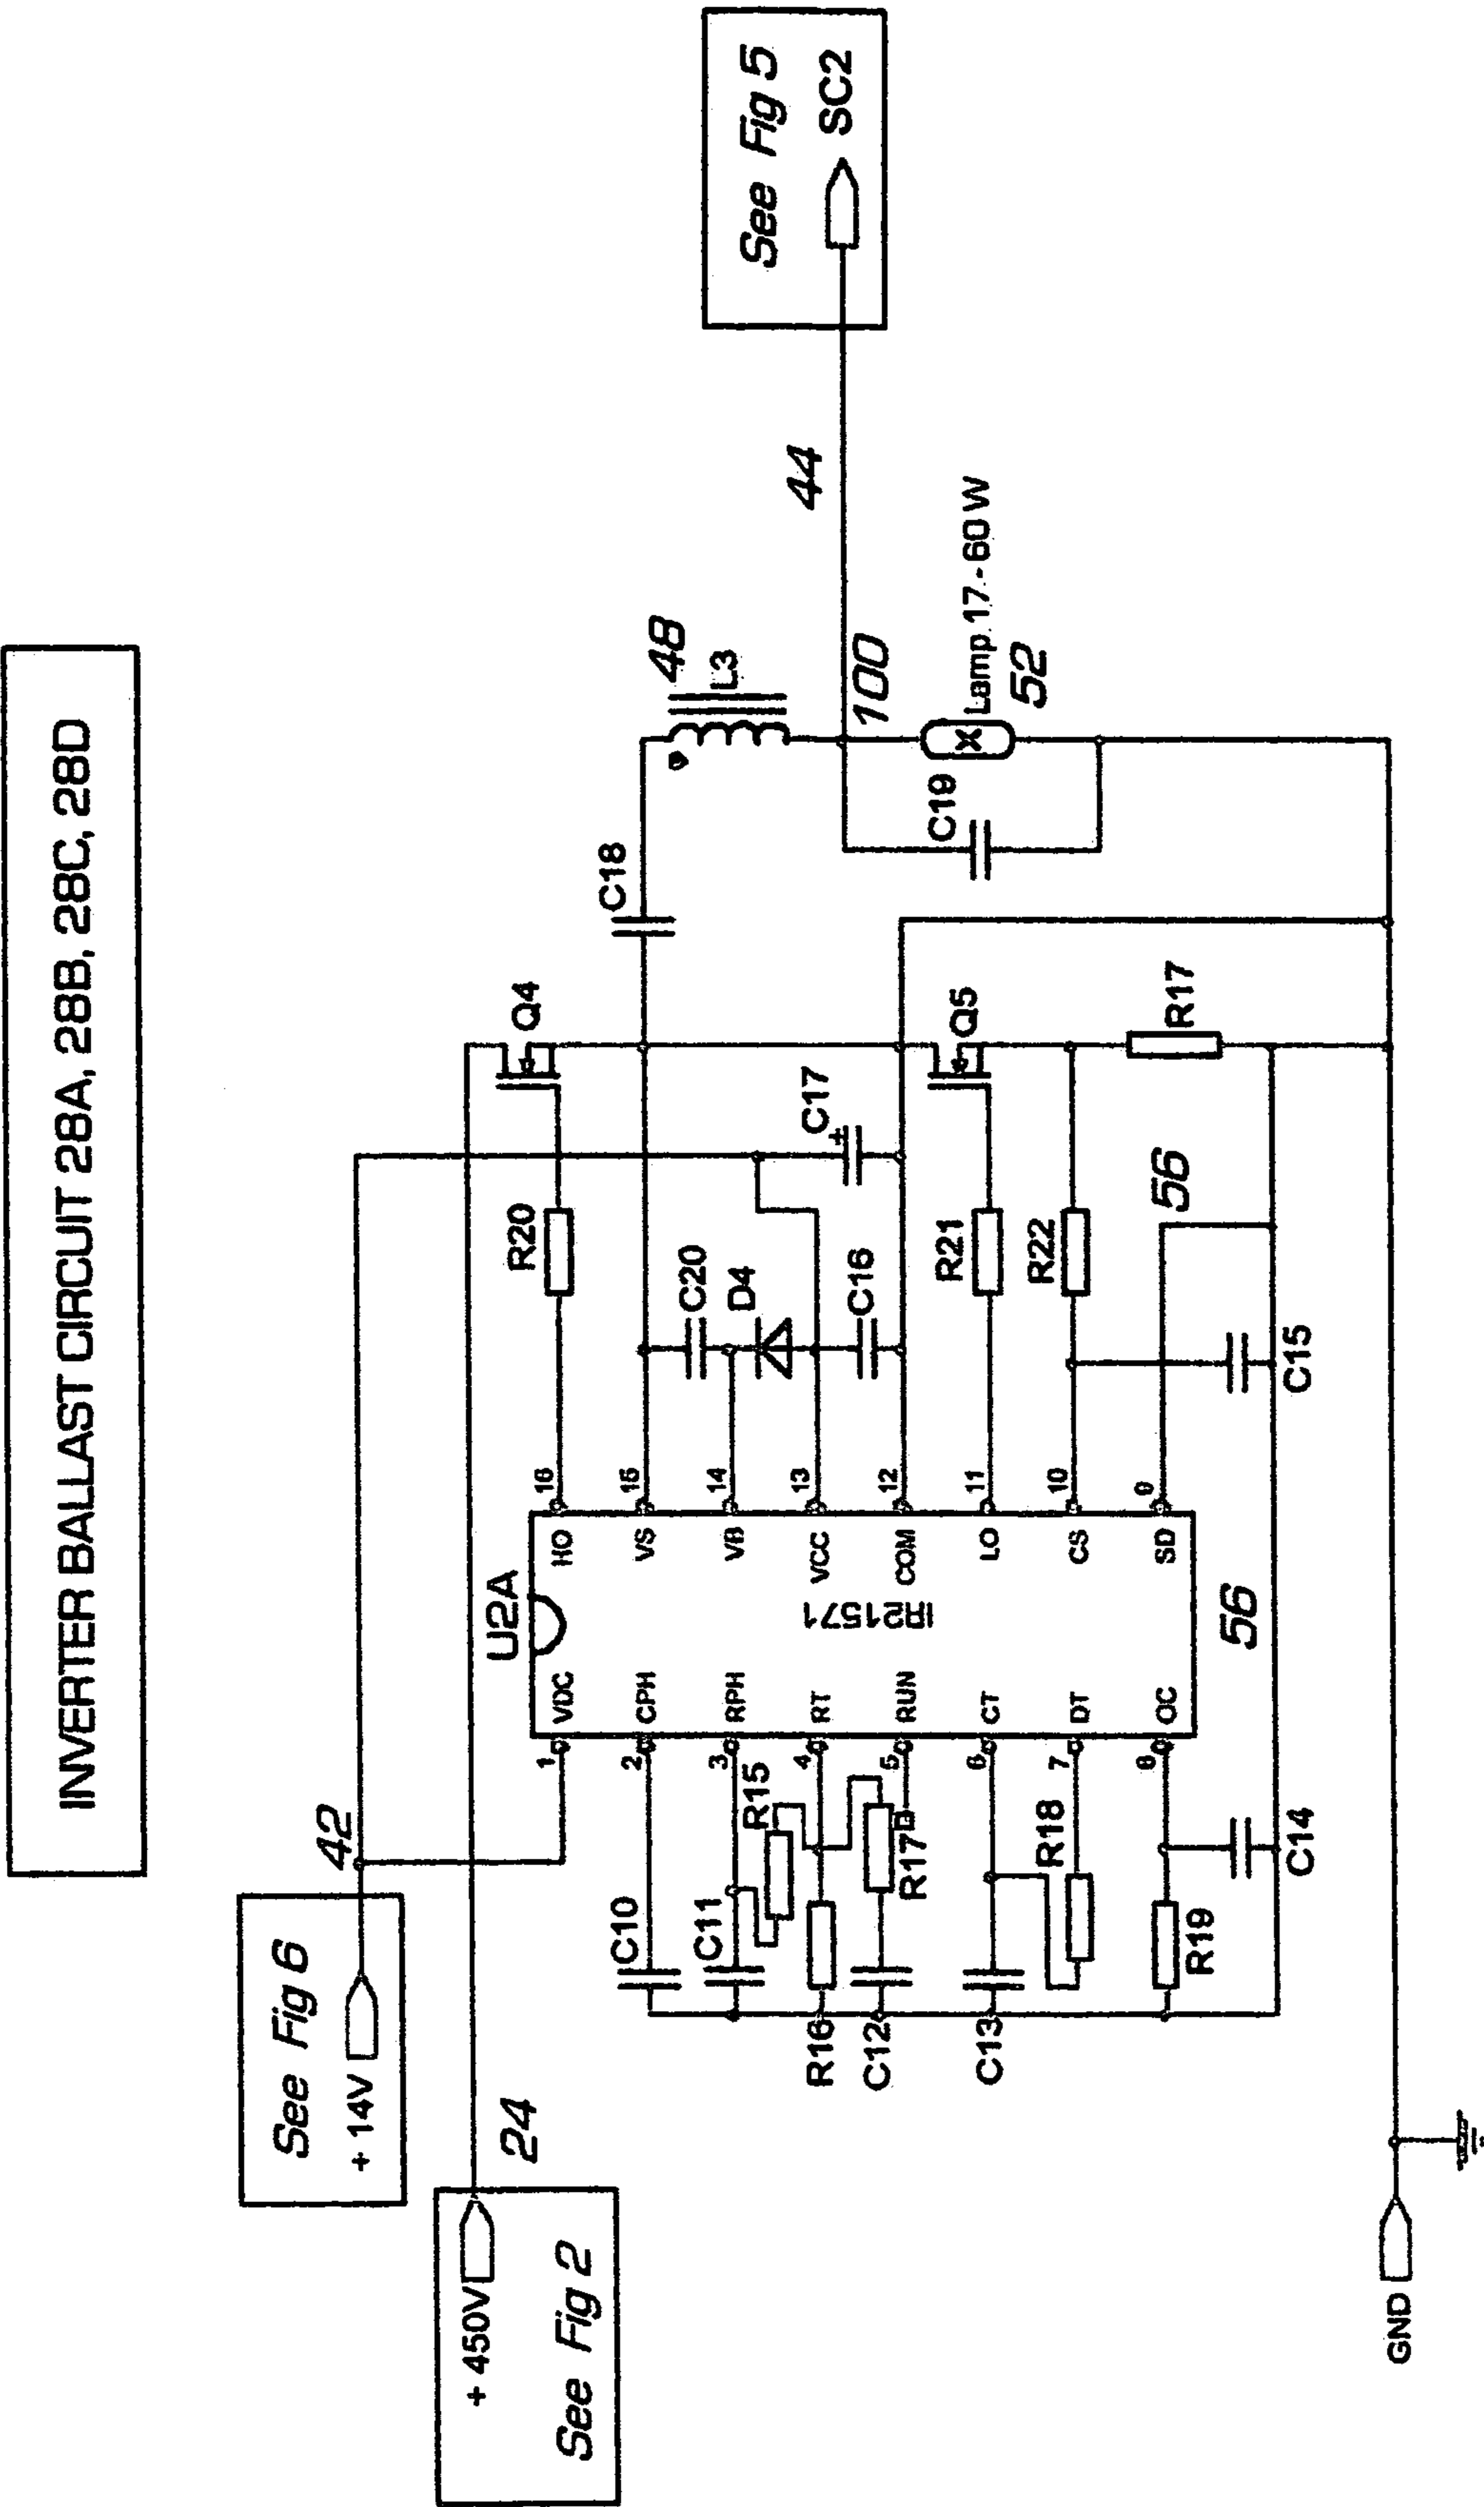 INVERTER BALLAST CIRCUIT 28A, 28B, 28C, 28D
See Fig 6
+14V
42
+450V
24
See Fig 2
U2A
IR21571
1
VDC
2
CPH
3
RPH
4
RT
5
RUN
6
CT
7
DT
8
OC
HO
16
VS
15
VB
14
VCC
13
COM
12
LO
11
CS
10
SD
9
C10
C11
R15
R16
R17B
C12
C13
R18
R19
C14
56
R20
Q4
C20
D4
C17
+
C16
R21
Q5
R22
R17
56
C15
C18
48
L3
44
100
C19
Lamp 17-60W
52
See Fig 5
SC2
GND